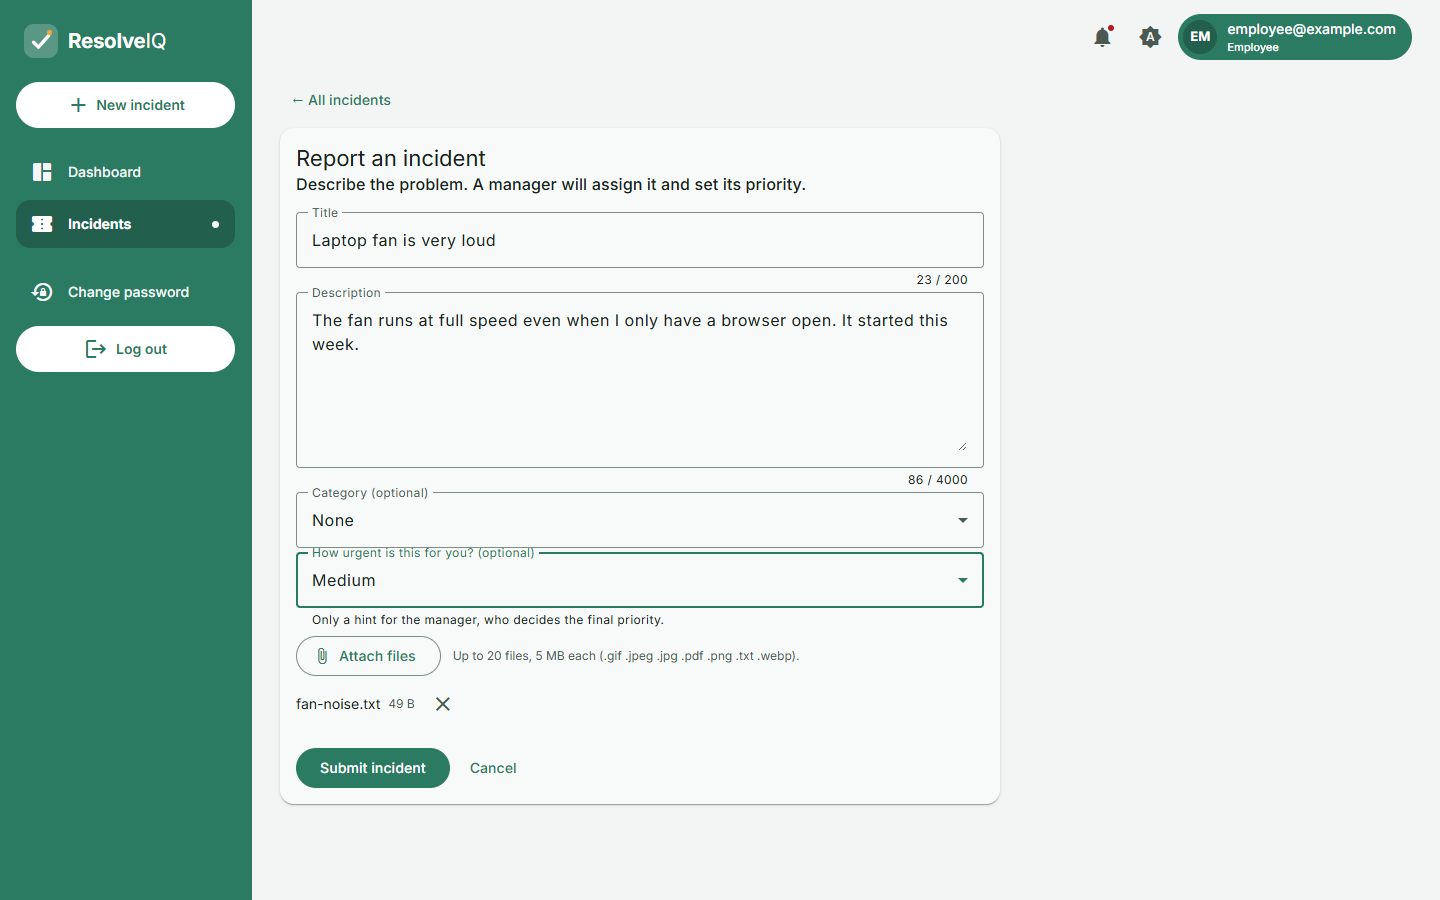 ResolveIQ
New incident
Dashboard
Incidents
Change password
Log out
A
EM
employee@example.com
Employee
← All incidents
Report an incident
Describe the problem. A manager will assign it and set its priority.
Title
Laptop fan is very loud
23 / 200
Description
The fan runs at full speed even when I only have a browser open. It started this
week.
86 / 4000
Category (optional)
None
How urgent is this for you? (optional)
Medium
Only a hint for the manager, who decides the final priority.
Attach files
Up to 20 files, 5 MB each (.gif .jpeg .jpg .pdf .png .txt .webp).
fan-noise.txt 49 B
Submit incident
Cancel